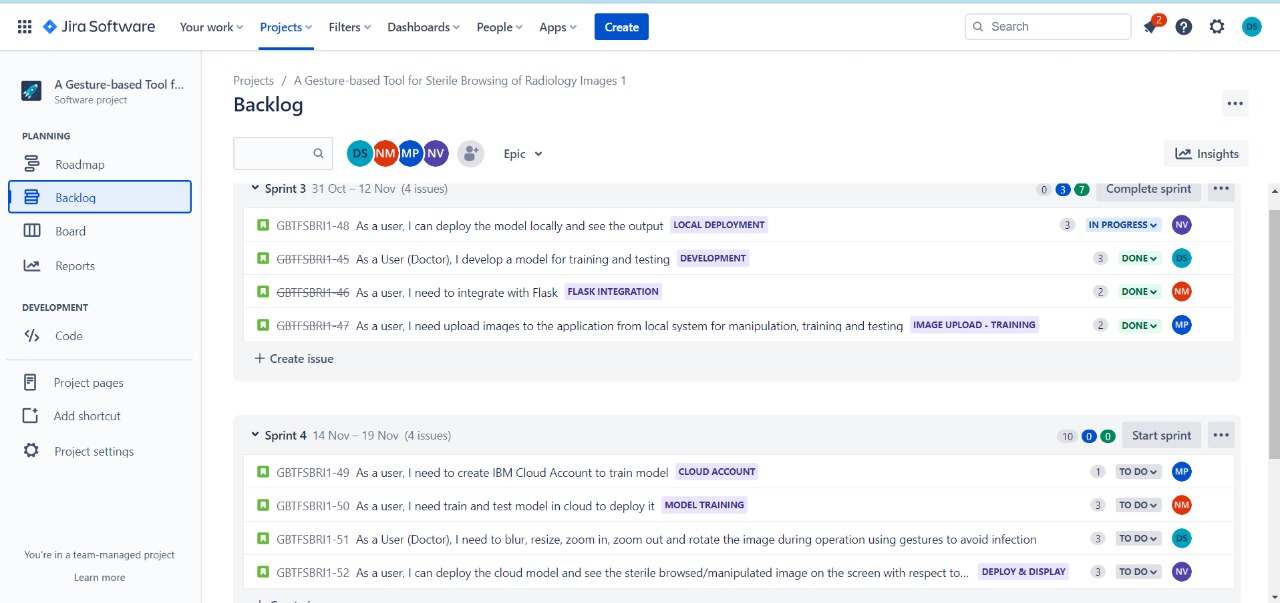 Jira Software Your work Projects Filters Dashboards People Apps Create Search 2 DS
A Gesture-based Tool f...
Software project
PLANNING
Roadmap
Backlog
Board
Reports
DEVELOPMENT
Code
Project pages
Add shortcut
Project settings
You're in a team-managed project
Learn more
Projects / A Gesture-based Tool for Sterile Browsing of Radiology Images 1
Backlog
DS NM MP NV Epic Insights
Sprint 3 31 Oct – 12 Nov (4 issues) 0 3 7 Complete sprint
GBTFSBRI1-48 As a user, I can deploy the model locally and see the output LOCAL DEPLOYMENT 3 IN PROGRESS NV
GBTFSBRI1-45 As a User (Doctor), I develop a model for training and testing DEVELOPMENT 3 DONE DS
GBTFSBRI1-46 As a user, I need to integrate with Flask FLASK INTEGRATION 2 DONE NM
GBTFSBRI1-47 As a user, I need upload images to the application from local system for manipulation, training and testing IMAGE UPLOAD - TRAINING 2 DONE MP
+ Create issue
Sprint 4 14 Nov – 19 Nov (4 issues) 10 0 0 Start sprint
GBTFSBRI1-49 As a user, I need to create IBM Cloud Account to train model CLOUD ACCOUNT 1 TO DO MP
GBTFSBRI1-50 As a user, I need train and test model in cloud to deploy it MODEL TRAINING 3 TO DO NM
GBTFSBRI1-51 As a User (Doctor), I need to blur, resize, zoom in, zoom out and rotate the image during operation using gestures to avoid infection 3 TO DO DS
GBTFSBRI1-52 As a user, I can deploy the cloud model and see the sterile browsed/manipulated image on the screen with respect to... DEPLOY & DISPLAY 3 TO DO NV